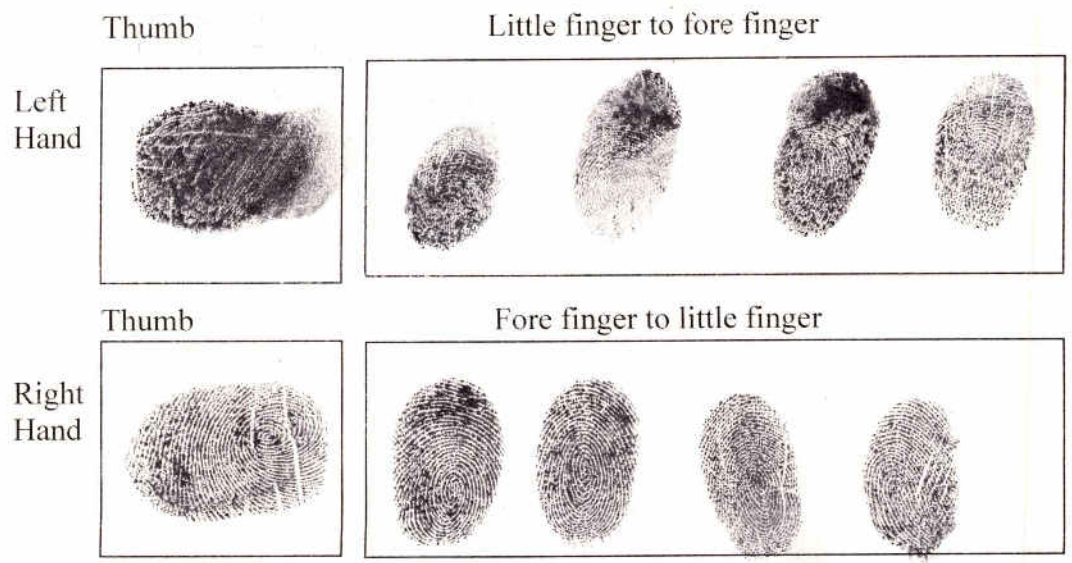 Thumb
Little finger to fore finger
Left
Hand
Thumb
Fore finger to little finger
Right
Hand